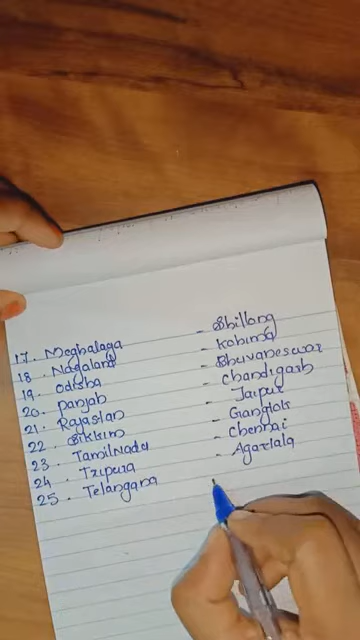 17. Meghalaya - Shillong
18. Nagaland - Kohima
19. Odisha - Bhuvaneswar
20. Panjab - Chandigarh
21. Rajastan - Jaipur
22. Sikkim - Gangtok
23. TamilNadu - Chennai
24. Tripura - Agartala
25. Telangana -